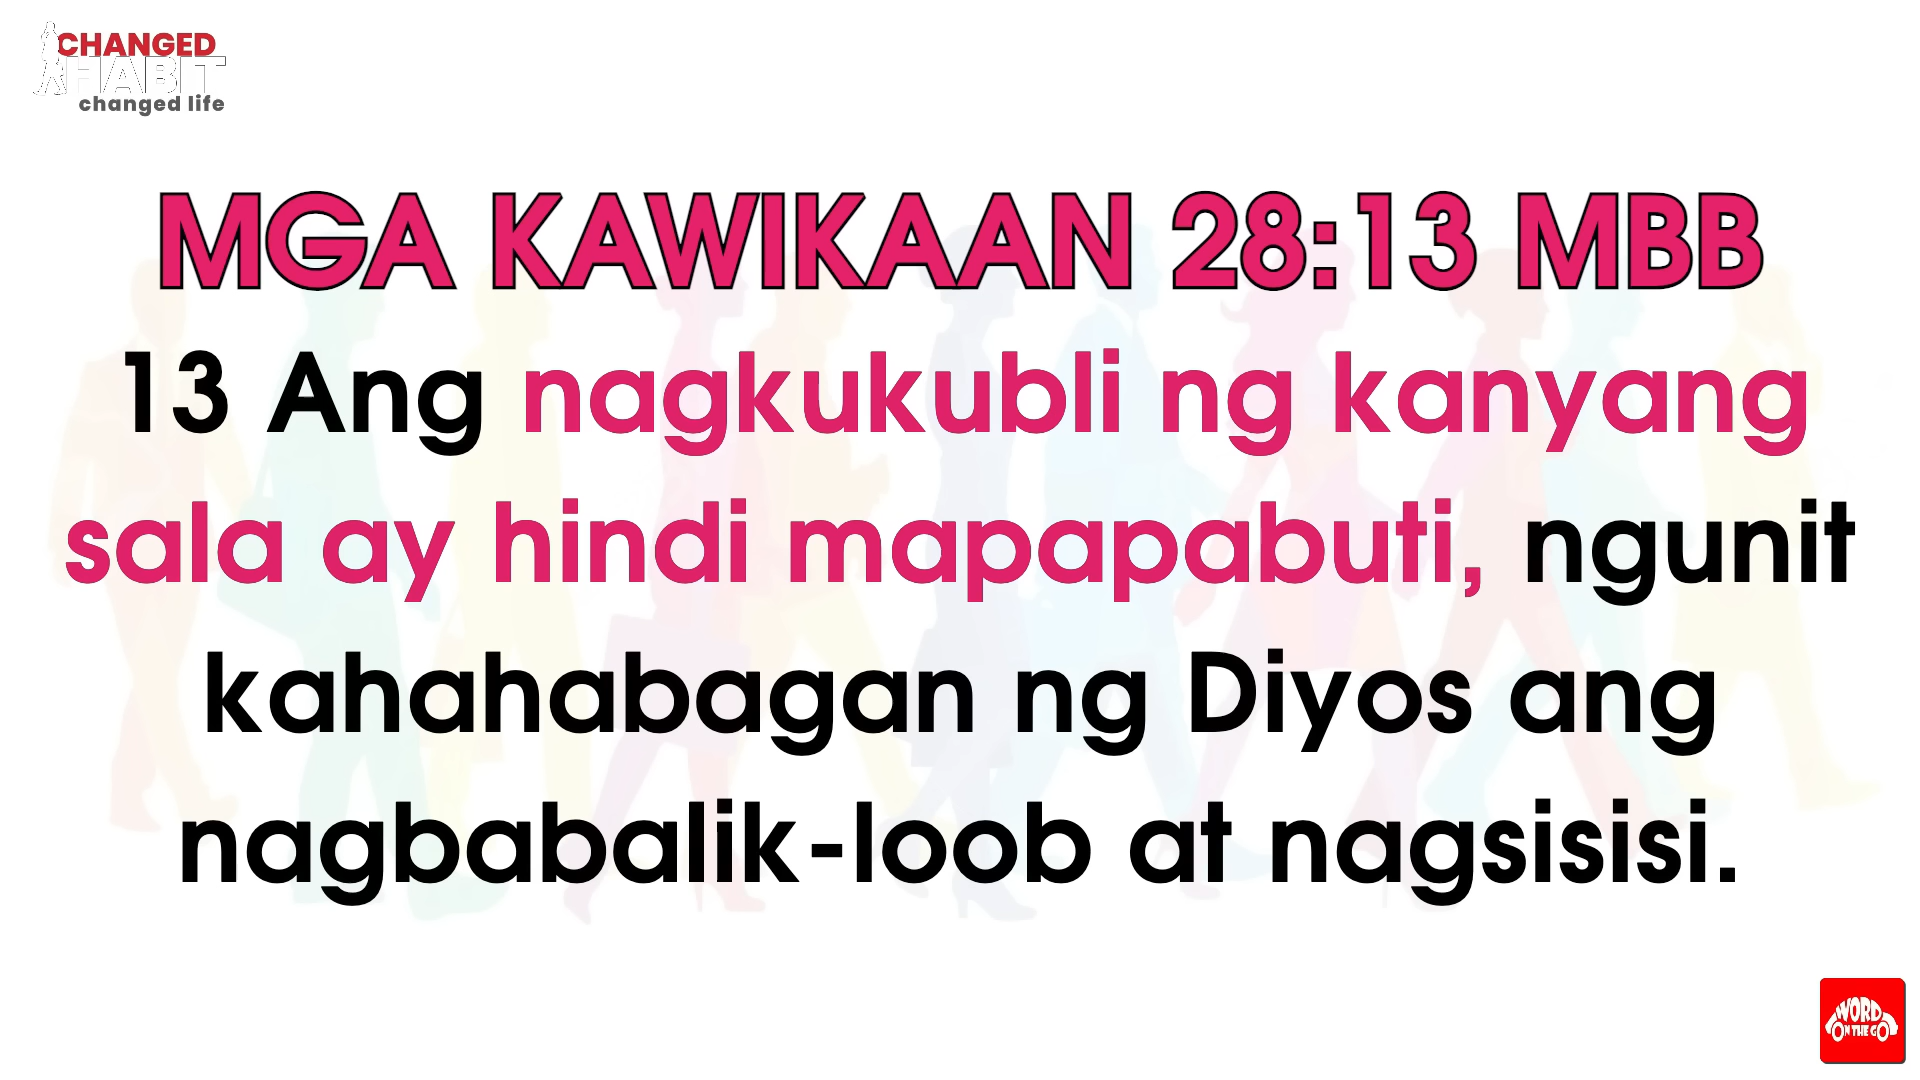 CHANGED
HABIT
changed life
MGA KAWIKAAN 28:13 MBB
13 Ang nagkukubli ng kanyang
sala ay hindi mapapabuti, ngunit
kahahabagan ng Diyos ang
nagbabalik-loob at nagsisisi.
WORD
ON THE GO